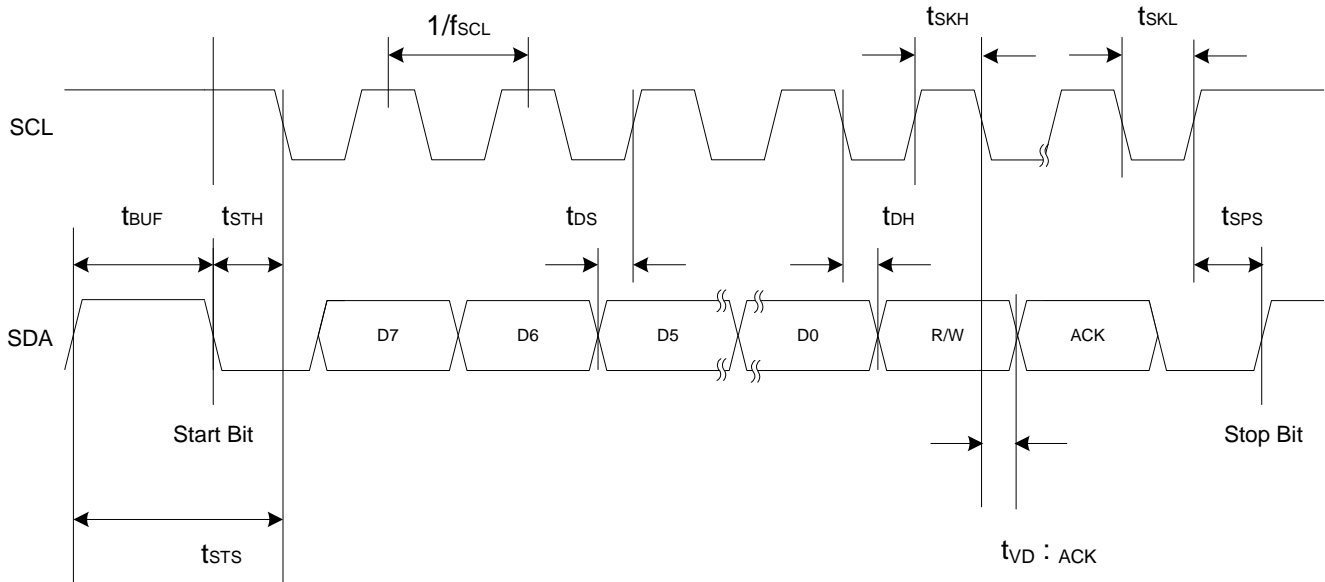 1/fSCL tSKH tSKL
SCL
tBUF tSTH tDS tDH tSPS
SDA D7 D6 D5 D0 R/W ACK
Start Bit Stop Bit
tSTS tVD : ACK